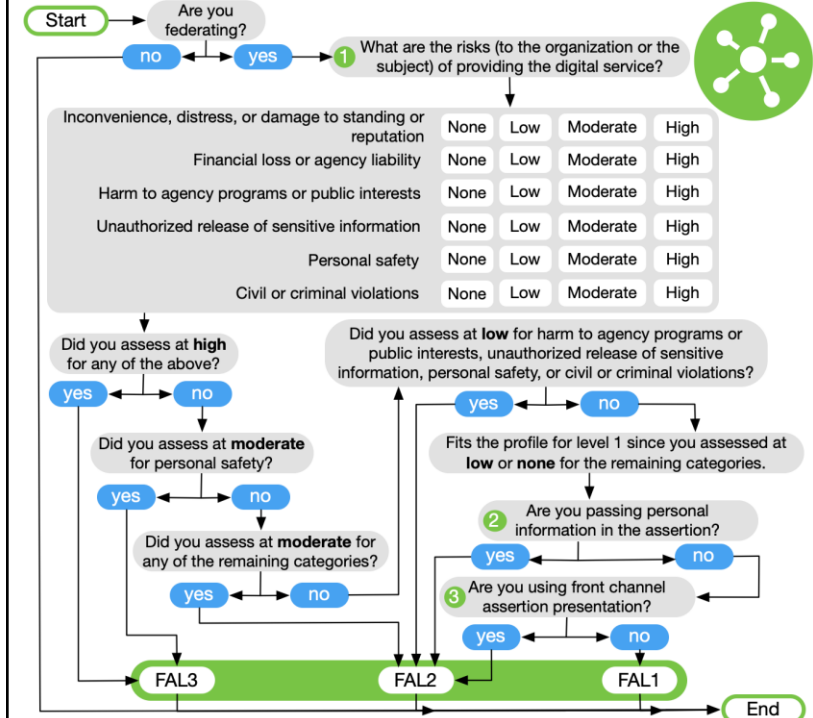 Start
Are you
federating?
no
yes
1
What are the risks (to the organization or the
subject) of providing the digital service?
Inconvenience, distress, or damage to standing or
reputation
None Low Moderate High
Financial loss or agency liability
None Low Moderate High
Harm to agency programs or public interests
None Low Moderate High
Unauthorized release of sensitive information
None Low Moderate High
Personal safety
None Low Moderate High
Civil or criminal violations
None Low Moderate High
Did you assess at high
for any of the above?
yes
no
Did you assess at moderate
for personal safety?
yes
no
Did you assess at moderate for
any of the remaining categories?
yes
no
Did you assess at low for harm to agency programs or
public interests, unauthorized release of sensitive
information, personal safety, or civil or criminal violations?
yes
no
Fits the profile for level 1 since you assessed at
low or none for the remaining categories.
2
Are you passing personal
information in the assertion?
yes
no
3
Are you using front channel
assertion presentation?
yes
no
FAL3
FAL2
FAL1
End